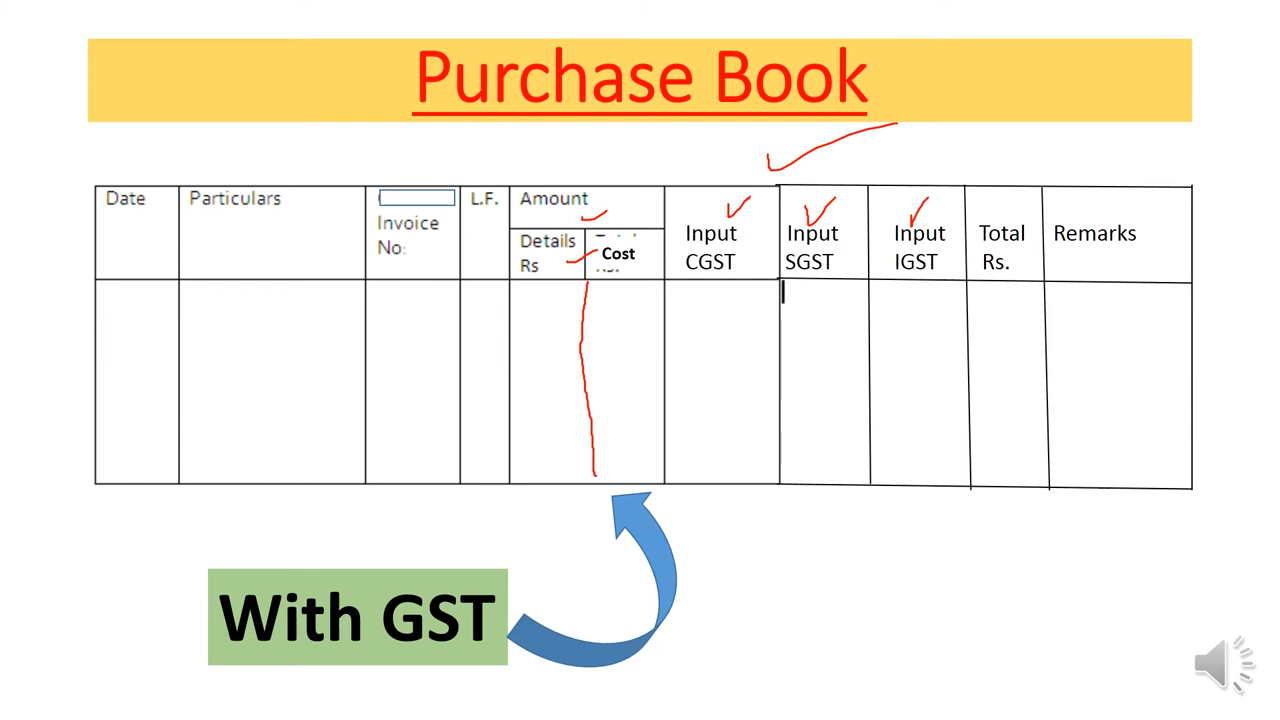 Purchase Book
Date Particulars L.F. Amount
Invoice
No:
Details
Rs
Cost
Input
CGST
Input
SGST
Input
IGST
Total
Rs.
Remarks
With GST